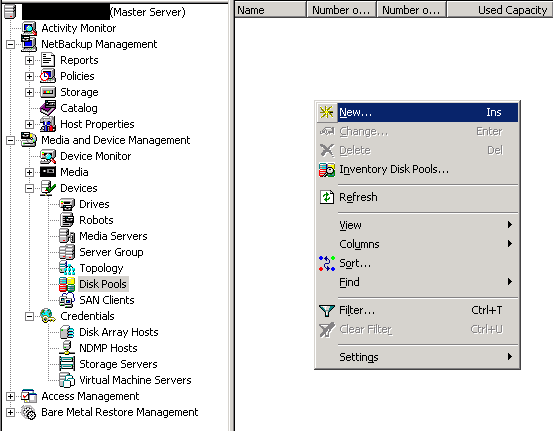 (Master Server)
Activity Monitor
NetBackup Management
Reports
Policies
Storage
Catalog
Host Properties
Media and Device Management
Device Monitor
Media
Devices
Drives
Robots
Media Servers
Server Group
Topology
Disk Pools
SAN Clients
Credentials
Disk Array Hosts
NDMP Hosts
Storage Servers
Virtual Machine Servers
Access Management
Bare Metal Restore Management
Name Number o... Number o... Used Capacity
New... Ins
Change... Enter
Delete Del
Inventory Disk Pools...
Refresh
View
Columns
Sort...
Find
Filter... Ctrl+T
Clear Filter Ctrl+U
Settings